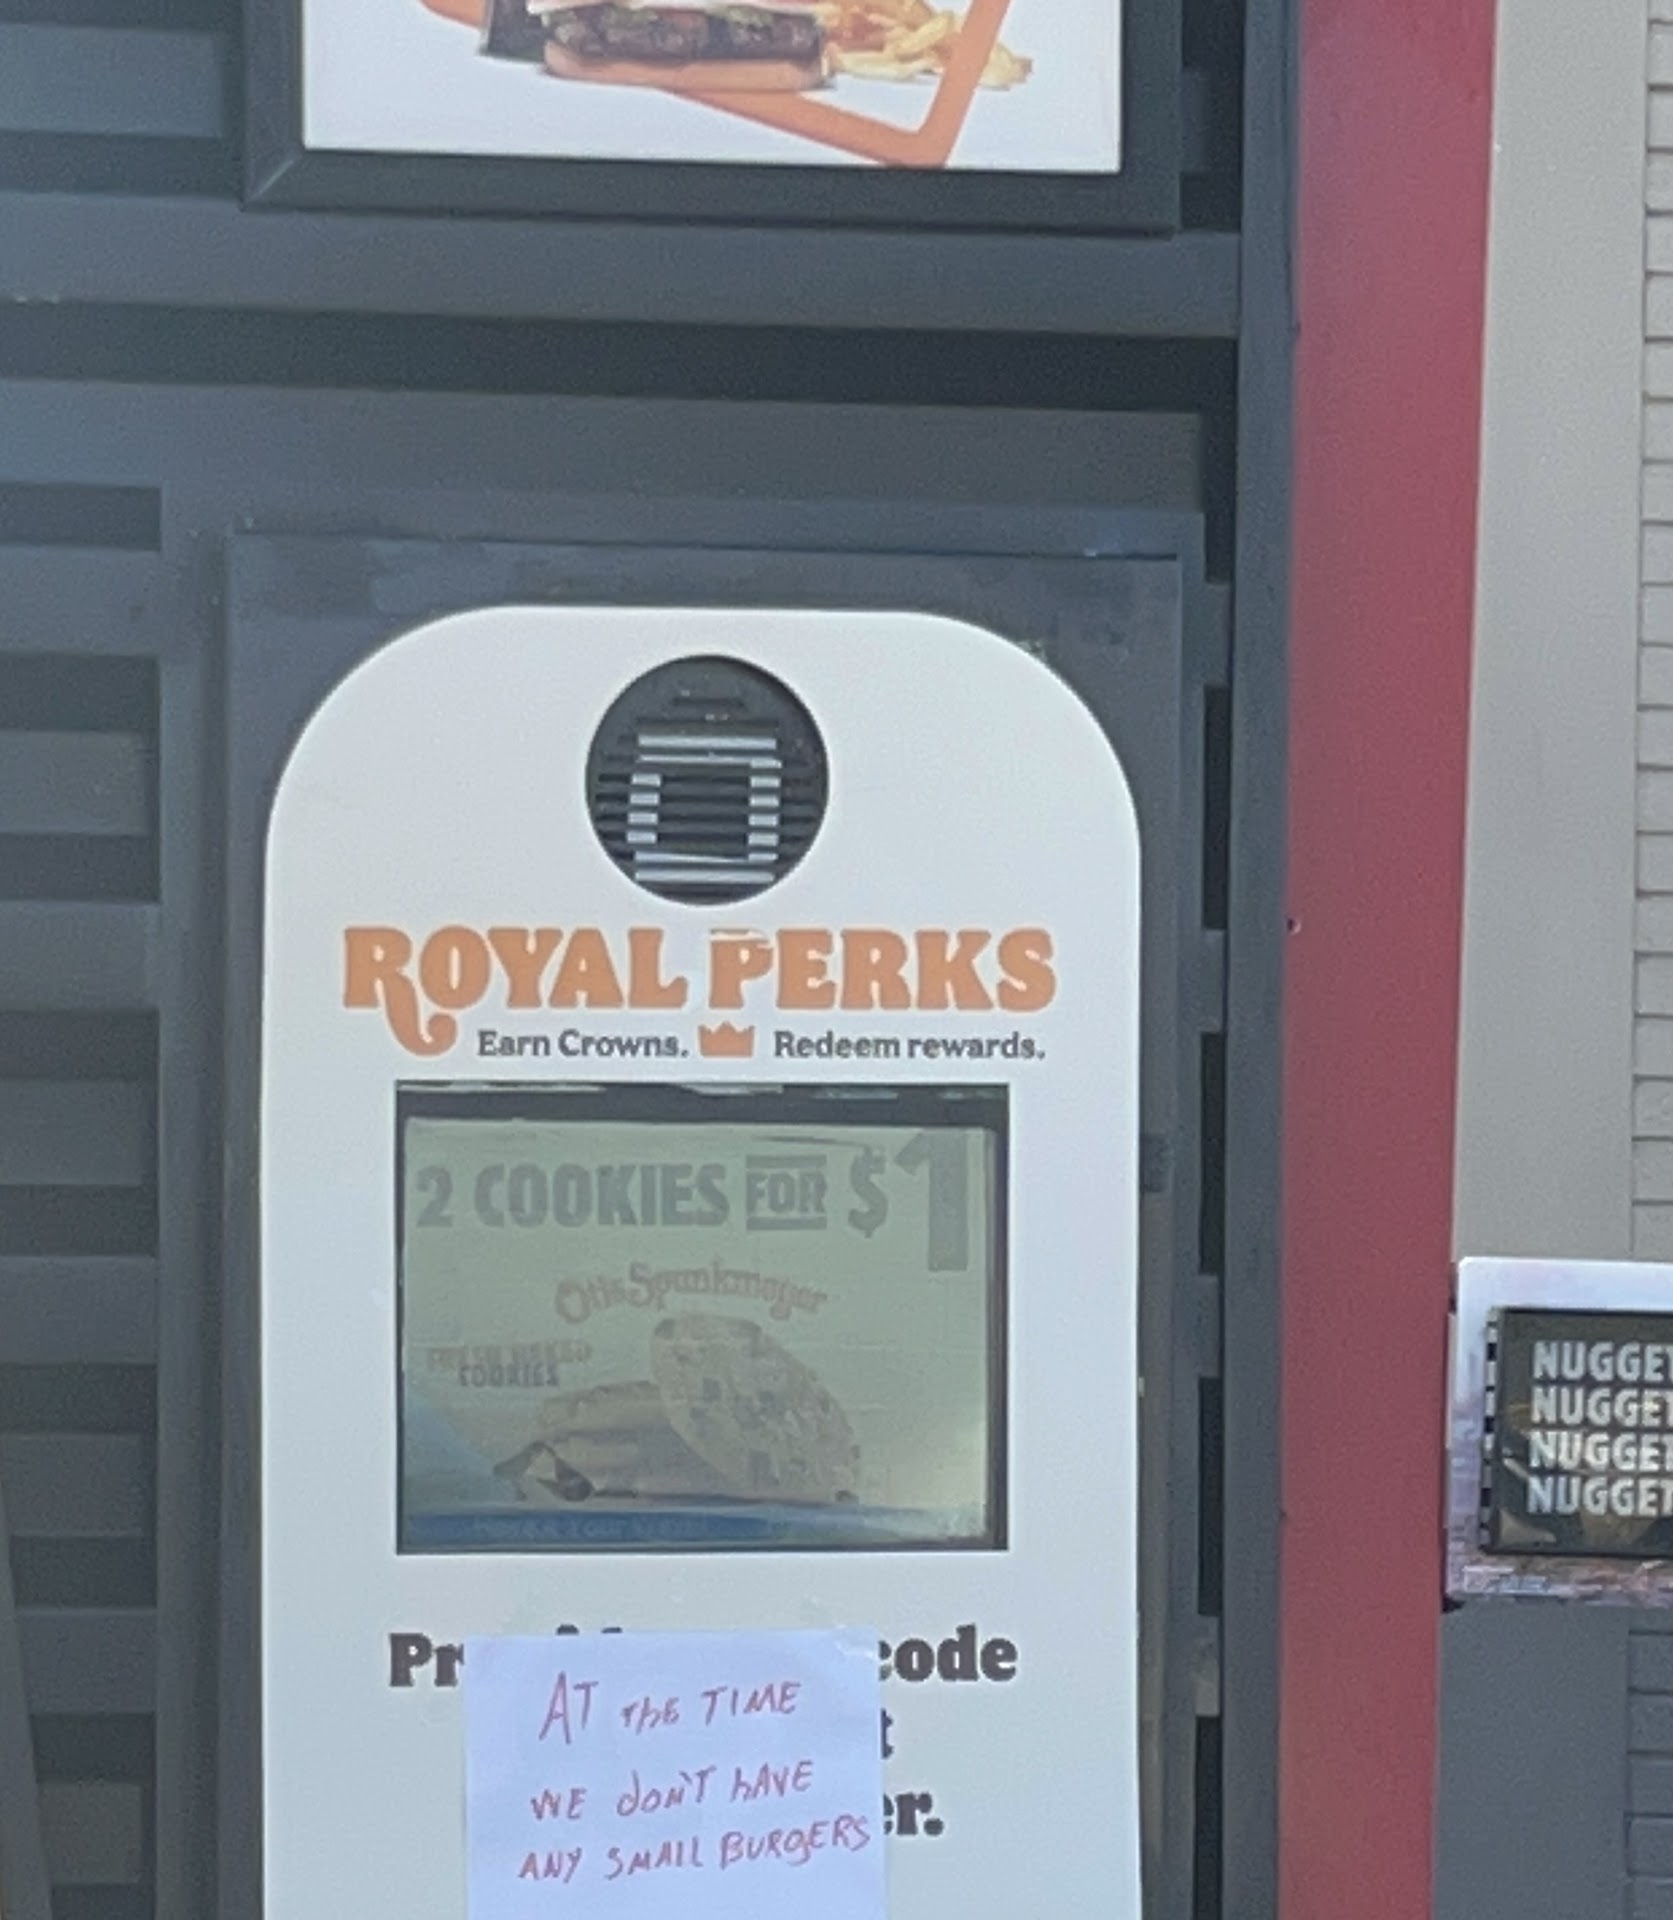 ROYAL PERKS
Earn Crowns. Redeem rewards.
2 COOKIES FOR $1
Otis Spunkmeyer
COOKIES
code
AT thE TIME
WE doN'T hAVE
ANY SMAll BURgERS
er.
NUGGET
NUGGET
NUGGET
NUGGET